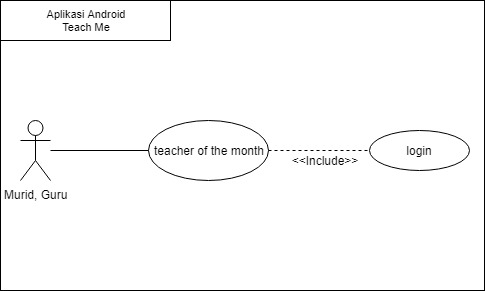 Aplikasi Android
Teach Me
teacher of the month
<<Include>>
login
Murid, Guru